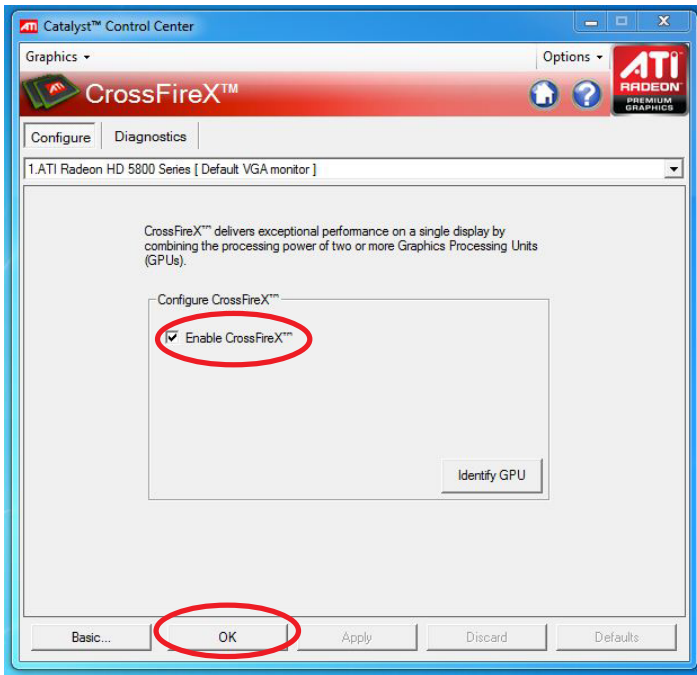 ATI Catalyst™ Control Center
Graphics Options
ATI
RADEON
PREMIUM
GRAPHICS
CrossFireX™
Configure Diagnostics
1.ATI Radeon HD 5800 Series [ Default VGA monitor ]
CrossFireX™ delivers exceptional performance on a single display by
combining the processing power of two or more Graphics Processing Units
(GPUs).
Configure CrossFireX™
Enable CrossFireX™
Identify GPU
Basic... OK Apply Discard Defaults